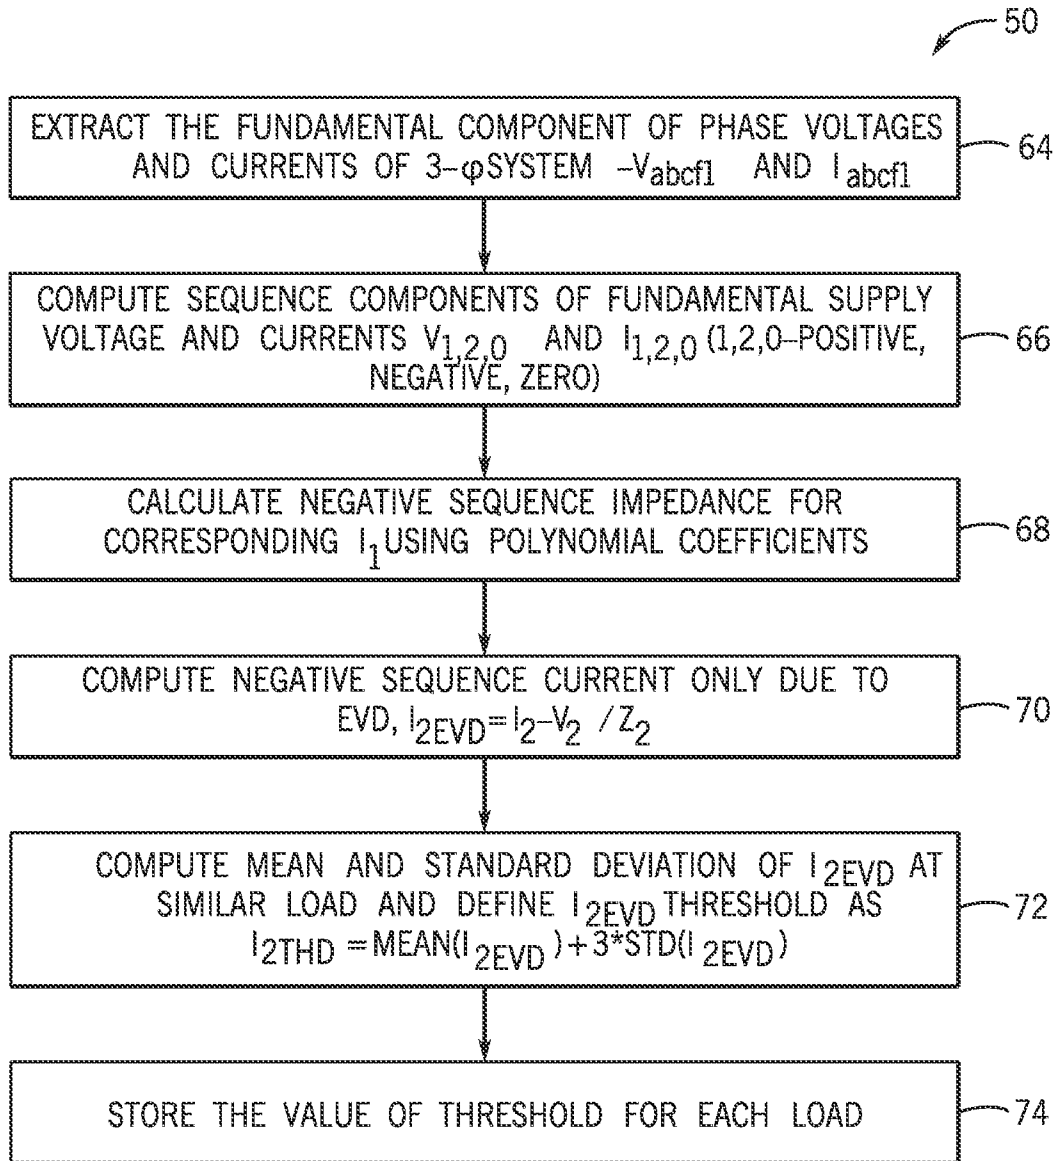 50
EXTRACT THE FUNDAMENTAL COMPONENT OF PHASE VOLTAGES
AND CURRENTS OF 3-φSYSTEM -Vabcf1 AND Iabcf1
64
COMPUTE SEQUENCE COMPONENTS OF FUNDAMENTAL SUPPLY
VOLTAGE AND CURRENTS V1,2,0 AND I1,2,0 (1,2,0-POSITIVE,
NEGATIVE, ZERO)
66
CALCULATE NEGATIVE SEQUENCE IMPEDANCE FOR
CORRESPONDING I1 USING POLYNOMIAL COEFFICIENTS
68
COMPUTE NEGATIVE SEQUENCE CURRENT ONLY DUE TO
EVD, I2EVD=I2-V2 /Z2
70
COMPUTE MEAN AND STANDARD DEVIATION OF I2EVD AT
SIMILAR LOAD AND DEFINE I2EVD THRESHOLD AS
I2THD =MEAN(I2EVD)+3*STD(I2EVD)
72
STORE THE VALUE OF THRESHOLD FOR EACH LOAD
74